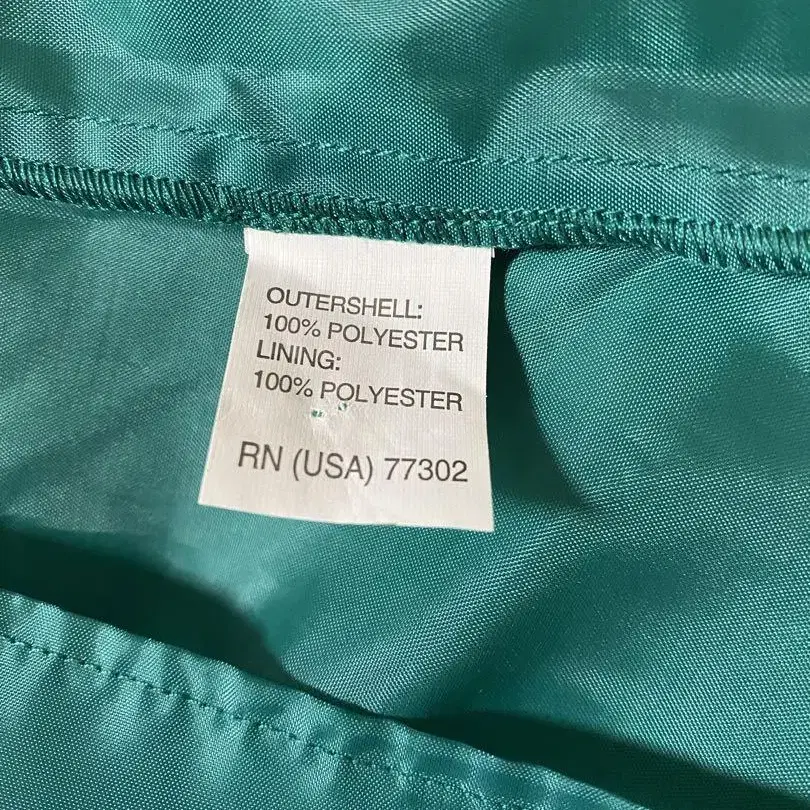 OUTERSHELL:
100% POLYESTER
LINING:
100% POLYESTER
RN (USA) 77302